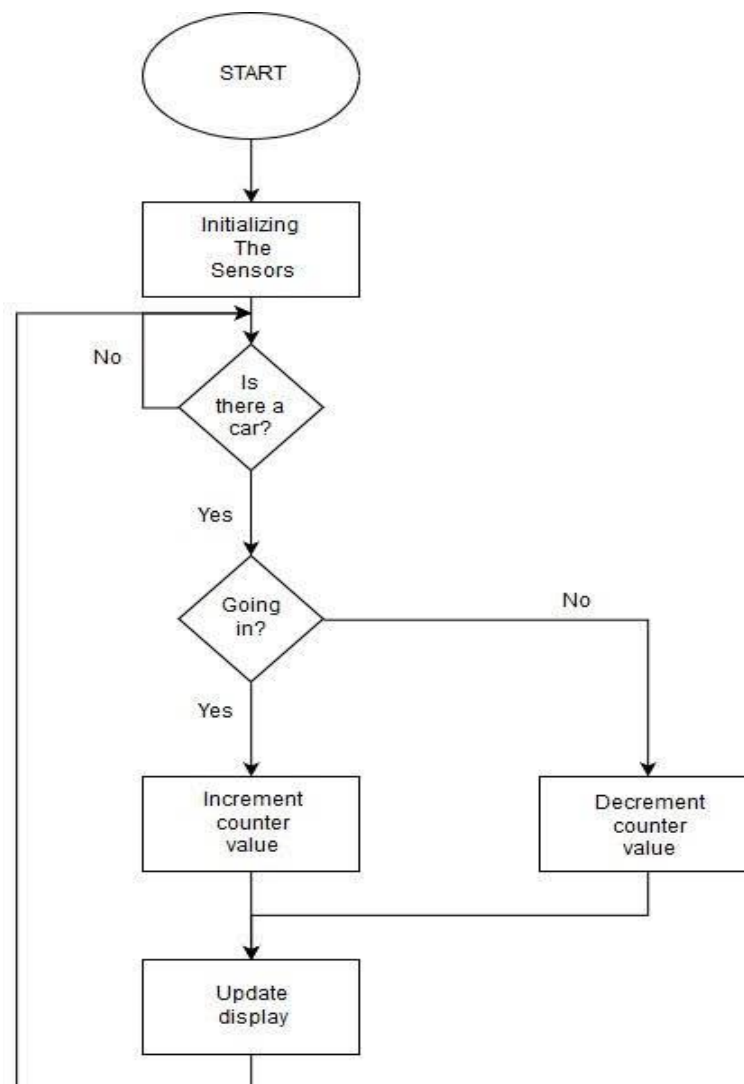 START
Initializing
The
Sensors
No
Is
there a
car?
Yes
Going
in?
No
Yes
Increment
counter
value
Decrement
counter
value
Update
display